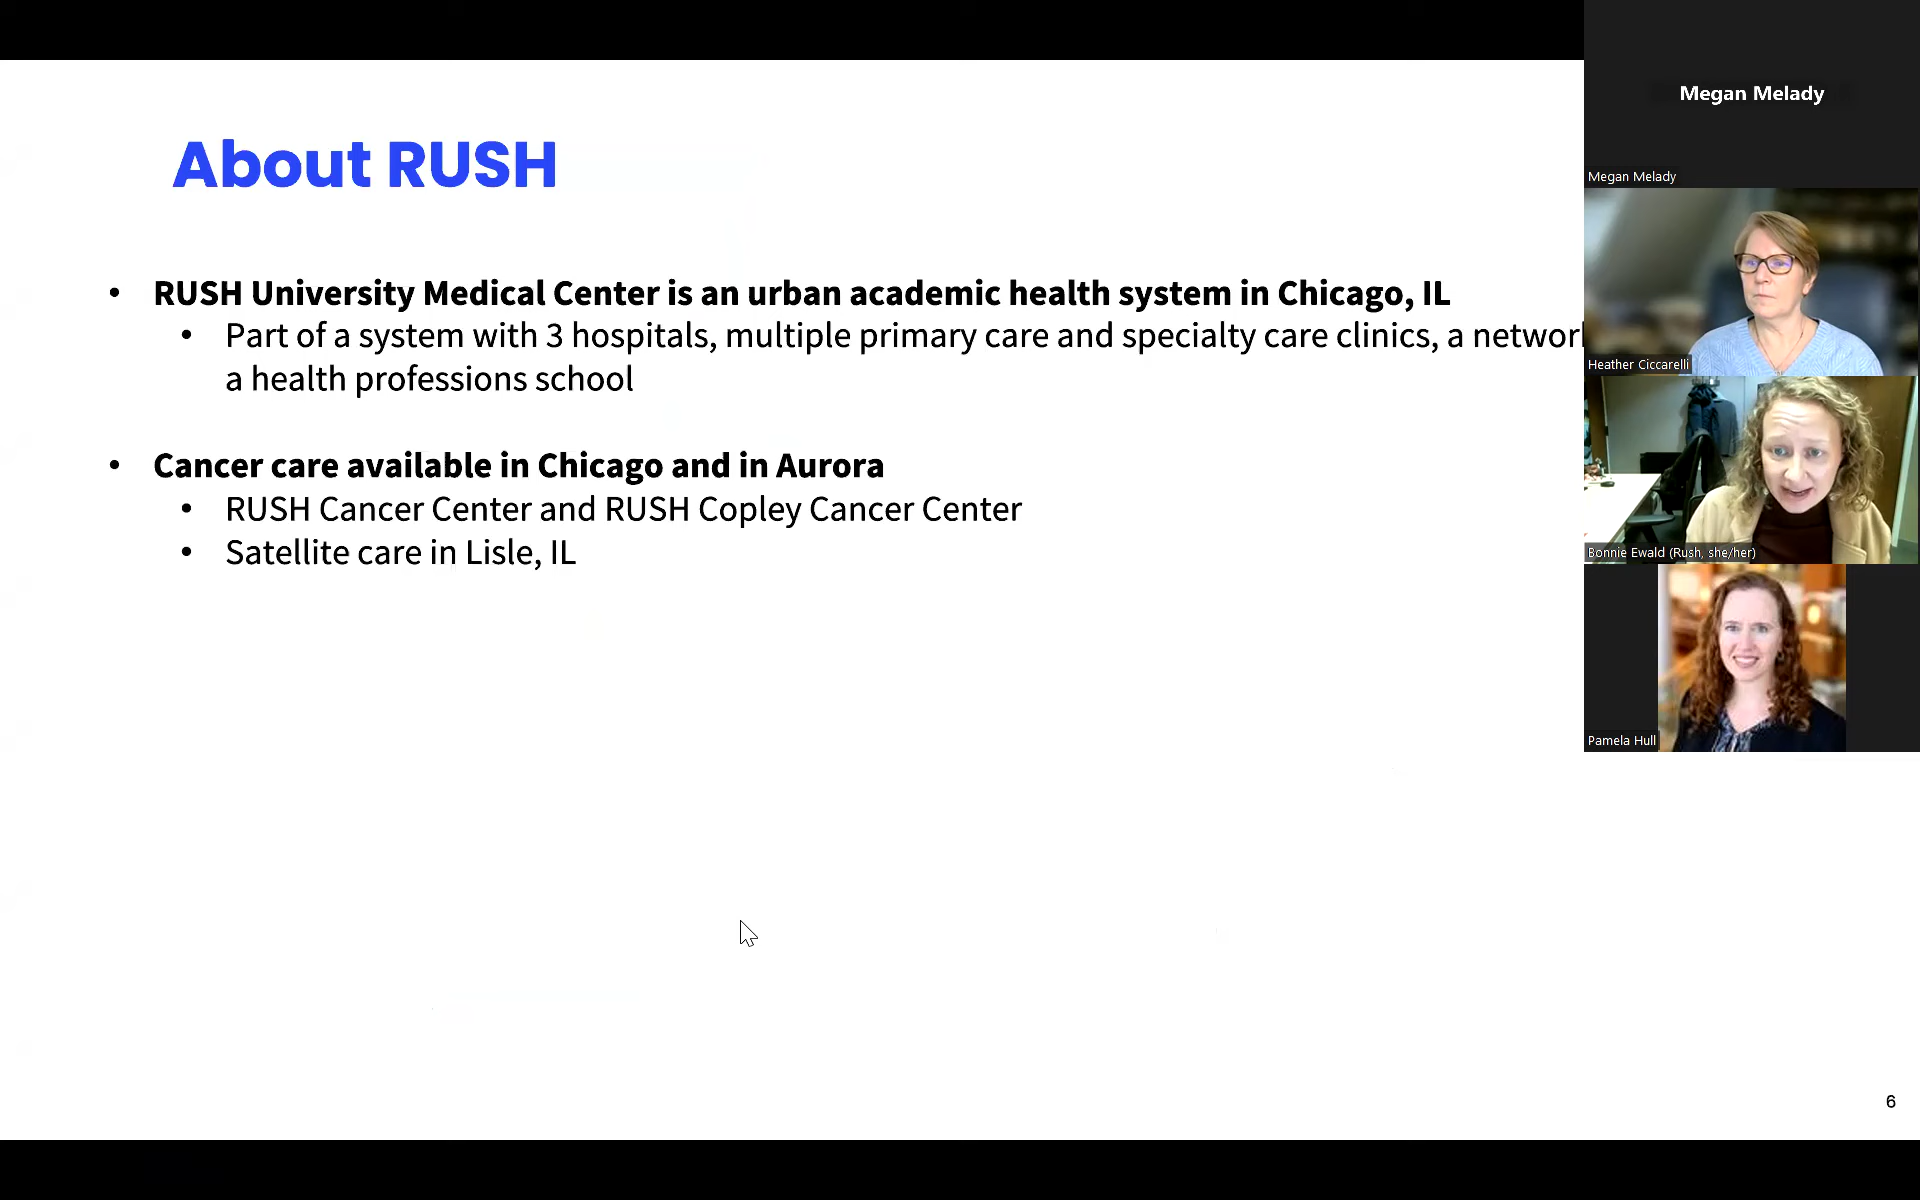 About RUSH
• RUSH University Medical Center is an urban academic health system in Chicago, IL
• Part of a system with 3 hospitals, multiple primary care and specialty care clinics, a networ
a health professions school
• Cancer care available in Chicago and in Aurora
• RUSH Cancer Center and RUSH Copley Cancer Center
• Satellite care in Lisle, IL
6
Megan Melady
Megan Melady
Heather Ciccarelli
Bonnie Ewald (Rush, she/her)
Pamela Hull